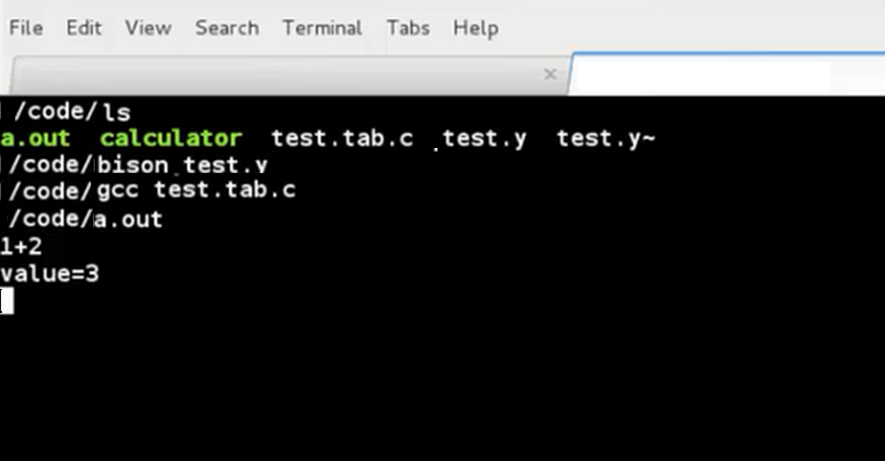 File Edit View Search Terminal Tabs Help
/code/ls
a.out calculator test.tab.c test.y test.y~
/code/bison test.y
/code/gcc test.tab.c
/code/a.out
1+2
value=3